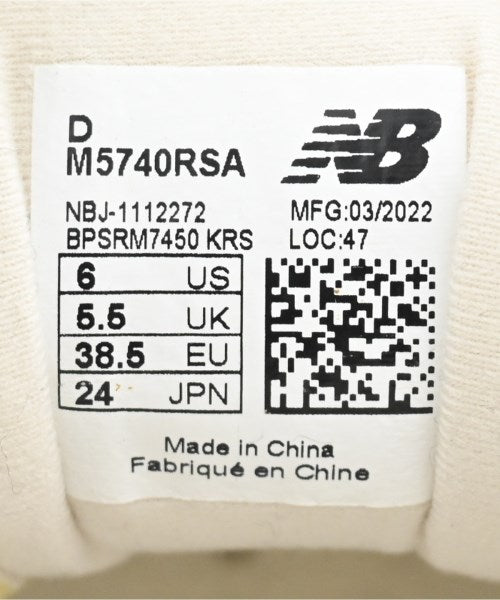 D
M5740RSA
NB
NBJ-1112272
MFG:03/2022
BPSRM7450 KRS
LOC:47
6 US
5.5 UK
38.5 EU
24 JPN
Made in China
Fabriqué en Chine